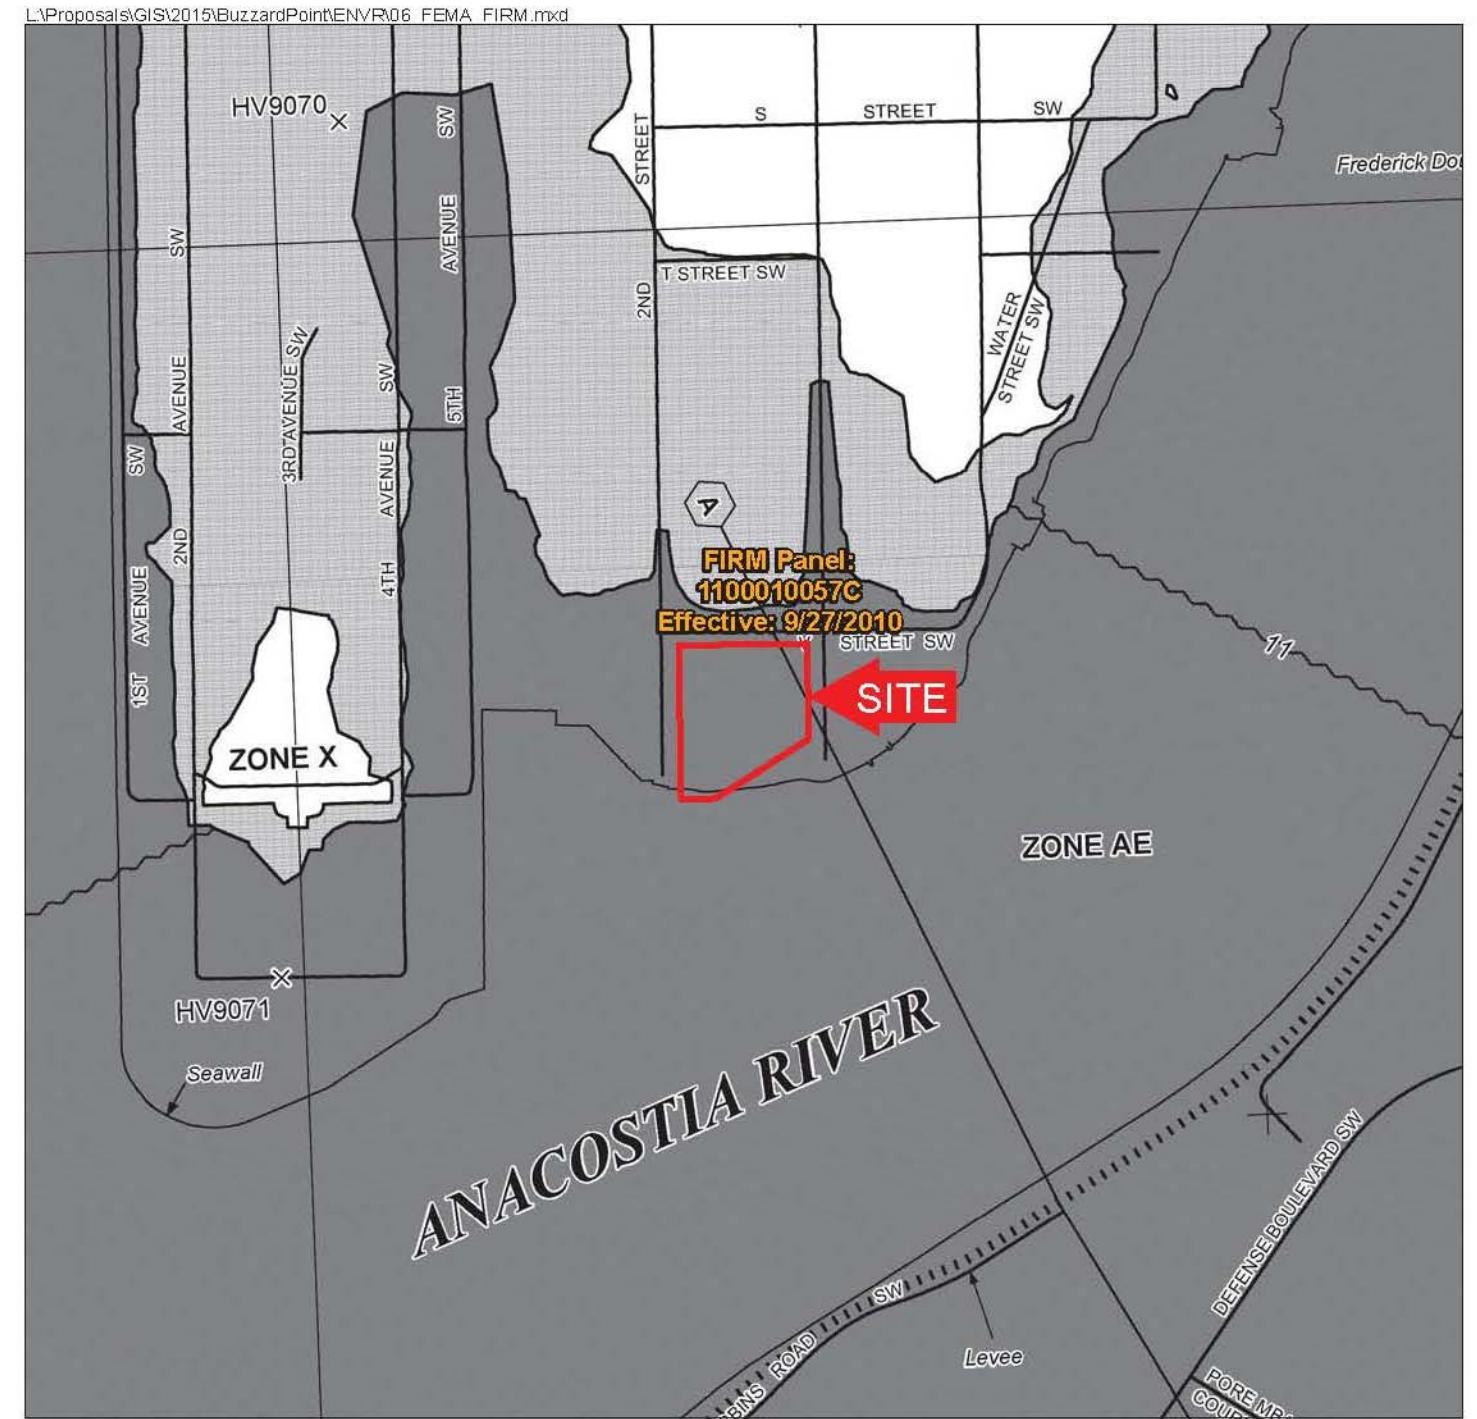 L:\Proposals\GIS\2015\BuzzardPoint\ENVR\06_FEMA_FIRM.mxd
HV9070
SW
STREET
S
STREET
SW
Frederick Dou
SW
AVENUE
T STREET SW
2ND
WATER
STREET SW
3RD AVENUE SW
AVENUE
SW
5TH
SW
AVENUE
2ND
4TH
AVENUE
1ST
A
FIRM Panel:
1100010057C
Effective: 9/27/2010
STREET SW
11
SITE
ZONE X
ZONE AE
HV9071
Seawall
ANACOSTIA RIVER
DEFENSE BOULEVARD SW
SW
ROAD
BINS
Levee
PORE
COUR